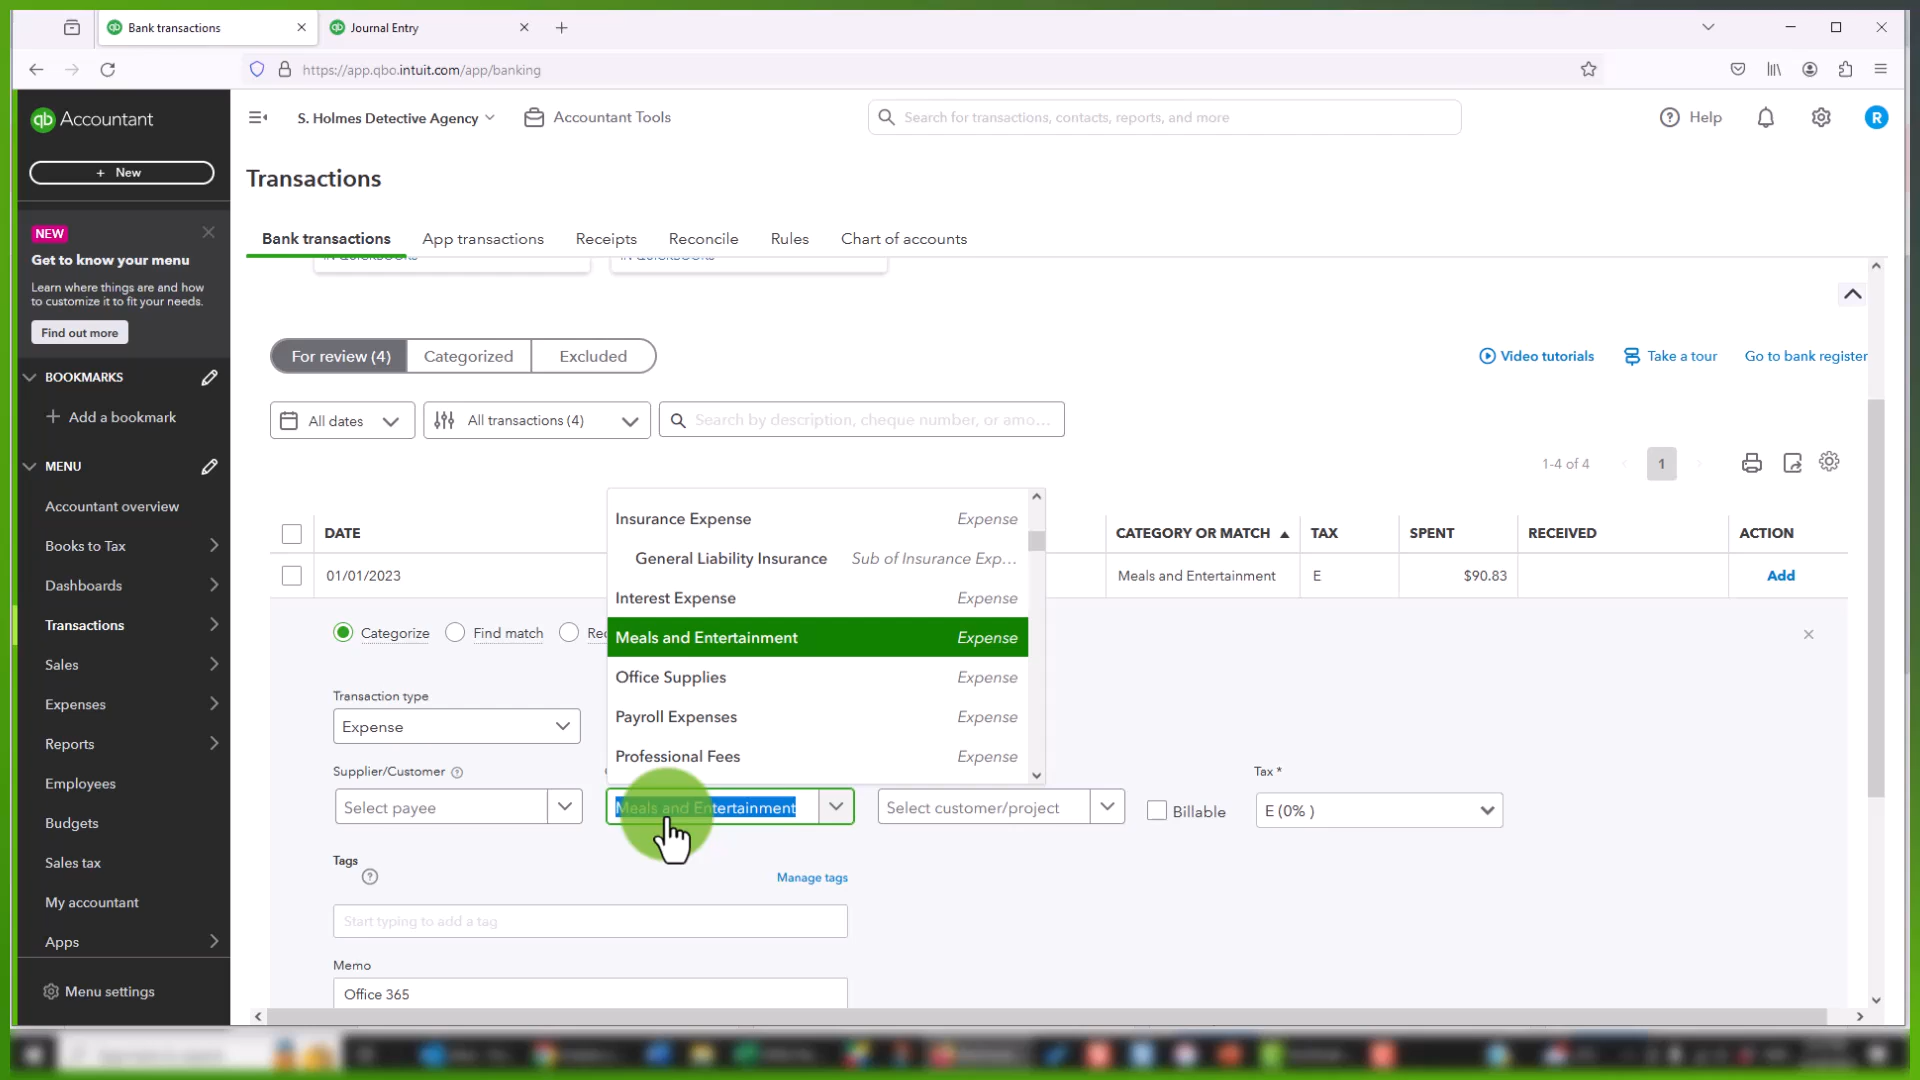 Bank transactions
Journal Entry
https://app.qbo.intuit.com/app/banking
qb Accountant
S. Holmes Detective Agency
Accountant Tools
Search for transactions, contacts, reports, and more
Help
R
+ New
Transactions
NEW
Get to know your menu
Learn where things are and how
to customize it to fit your needs.
Find out more
Bank transactions
App transactions
Receipts
Reconcile
Rules
Chart of accounts
IN QUICKBOOKS
IN QUICKBOOKS
For review (4)
Categorized
Excluded
Video tutorials
Take a tour
Go to bank register
BOOKMARKS
Add a bookmark
All dates
All transactions (4)
Search by description, cheque number, or amo...
1-4 of 4
1
MENU
Accountant overview
Books to Tax
Dashboards
Transactions
Sales
Expenses
Reports
Employees
Budgets
Sales tax
My accountant
Apps
Menu settings
DATE
CATEGORY OR MATCH
TAX
SPENT
RECEIVED
ACTION
01/01/2023
Meals and Entertainment
E
$90.83
Add
Insurance Expense Expense
General Liability Insurance Sub of Insurance Exp...
Interest Expense Expense
Meals and Entertainment Expense
Office Supplies Expense
Payroll Expenses Expense
Professional Fees Expense
Categorize
Find match
Rec
Transaction type
Expense
Supplier/Customer
Tax *
Select payee
Meals and Entertainment
Select customer/project
Billable
E (0% )
Tags
Manage tags
Start typing to add a tag
Memo
Office 365